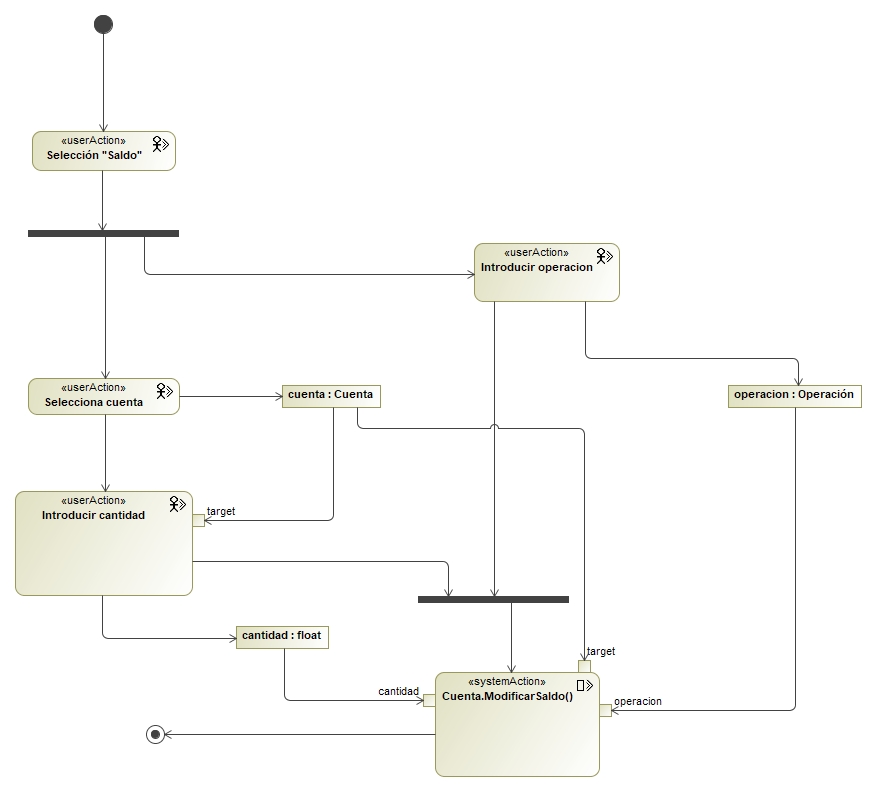 «userAction»
Selección "Saldo"
«userAction»
Introducir operacion
«userAction»
Selecciona cuenta
cuenta : Cuenta
operacion : Operación
«userAction»
Introducir cantidad
target
cantidad : float
target
«systemAction»
Cuenta.ModificarSaldo()
cantidad
operacion